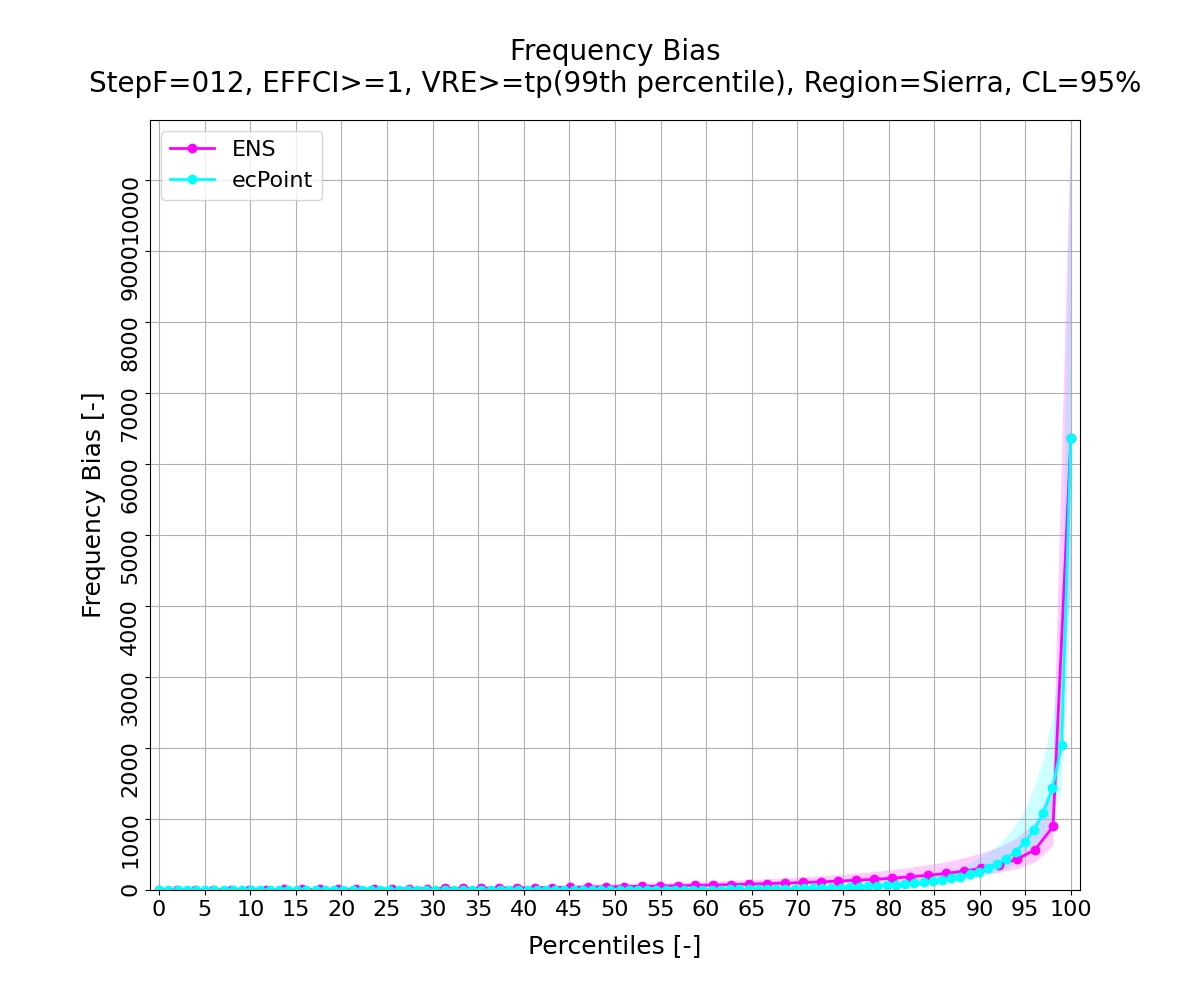 Frequency Bias
StepF=012, EFFCI>=1, VRE>=tp(99th percentile), Region=Sierra, CL=95%
ENS
ecPoint
10000
9000
8000
7000
6000
5000
4000
3000
2000
1000
0
Frequency Bias [-]
0 5 10 15 20 25 30 35 40 45 50 55 60 65 70 75 80 85 90 95 100
Percentiles [-]